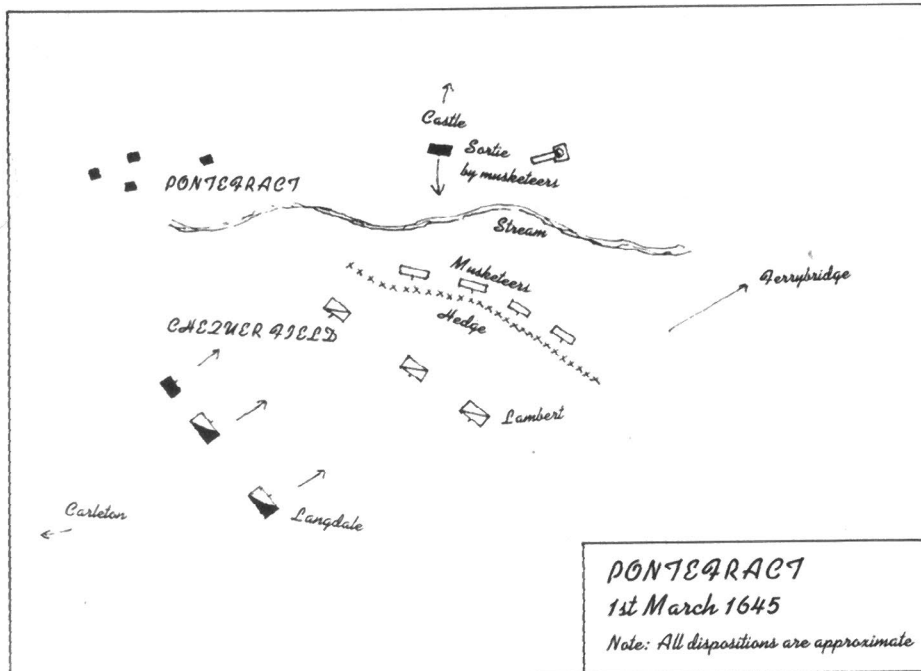 Castle
Sortie
by musketeers
PONTEFRACT
Stream
Musketeers
Ferrybridge
Hedge
CHEQUER FIELD
Lambert
Carleton
Langdale
PONTEFRACT
1st March 1645
Note: All dispositions are approximate